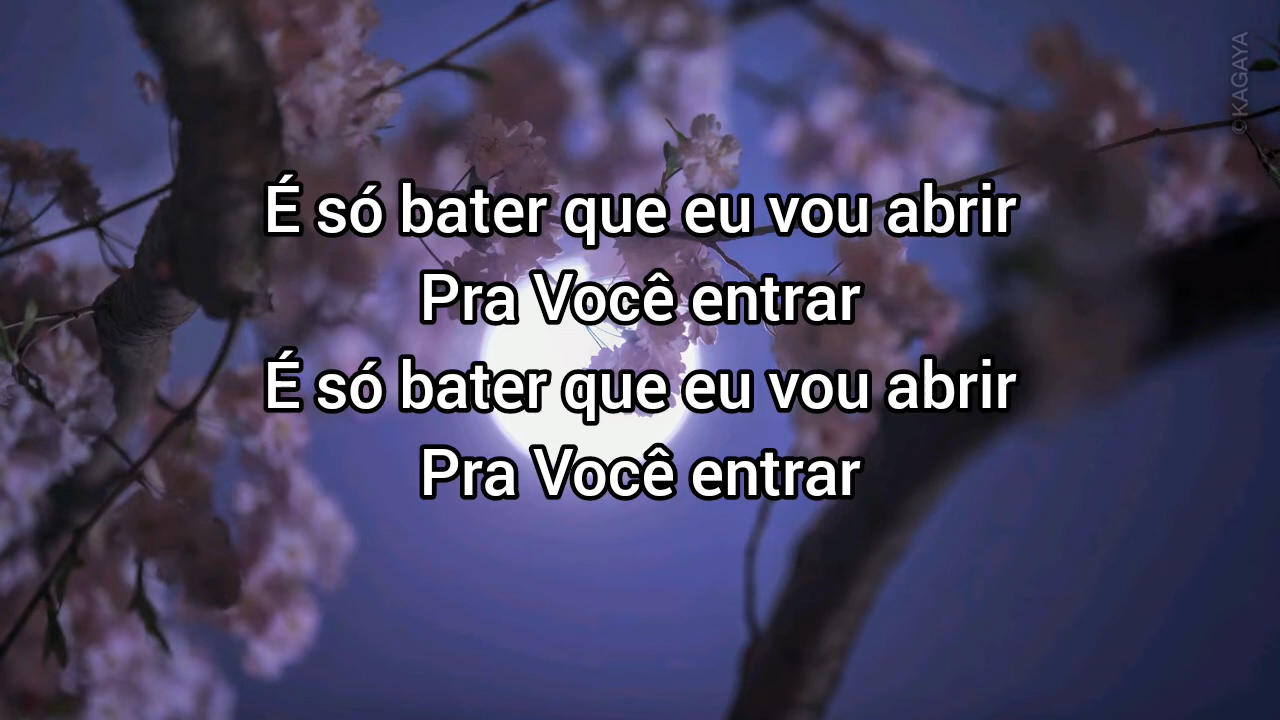 É só bater que eu vou abrir
Pra Você entrar
É só bater que eu vou abrir
Pra Você entrar
©KAGAYA